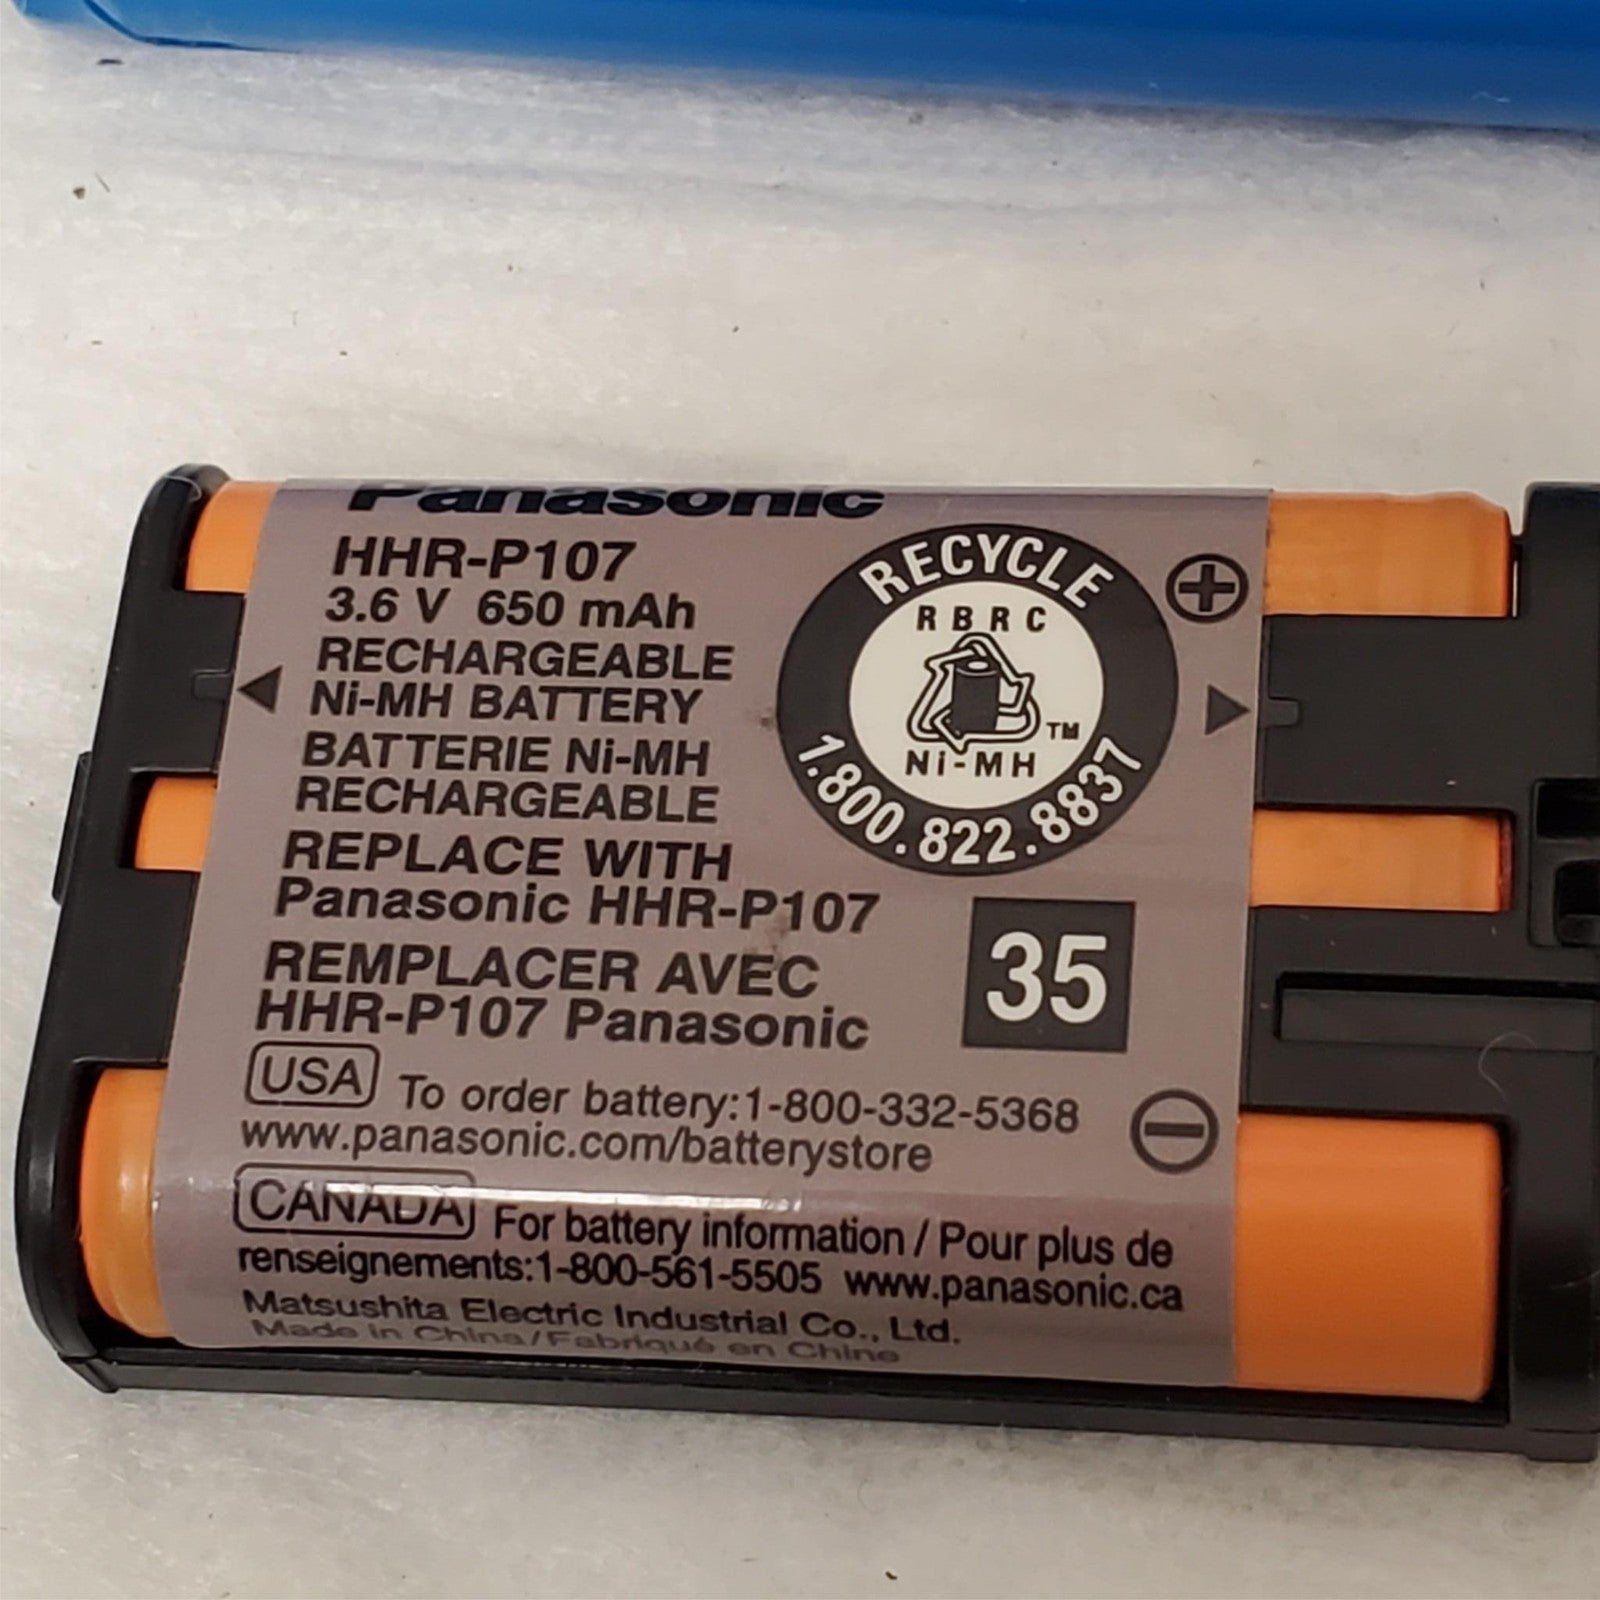 Panasonic
HHR-P107
3.6 V 650 mAh
RECHARGEABLE
Ni-MH BATTERY
BATTERIE Ni-MH
RECHARGEABLE
REPLACE WITH
Panasonic HHR-P107
REMPLACER AVEC
HHR-P107 Panasonic
RECYCLE
RBRC
TM
Ni-MH
1.800.822.8837
+
35
−
USA To order battery:1-800-332-5368
www.panasonic.com/batterystore
CANADA For battery information / Pour plus de
renseignements:1-800-561-5505 www.panasonic.ca
Matsushita Electric Industrial Co., Ltd.
Made in China/Fabriqué en Chine